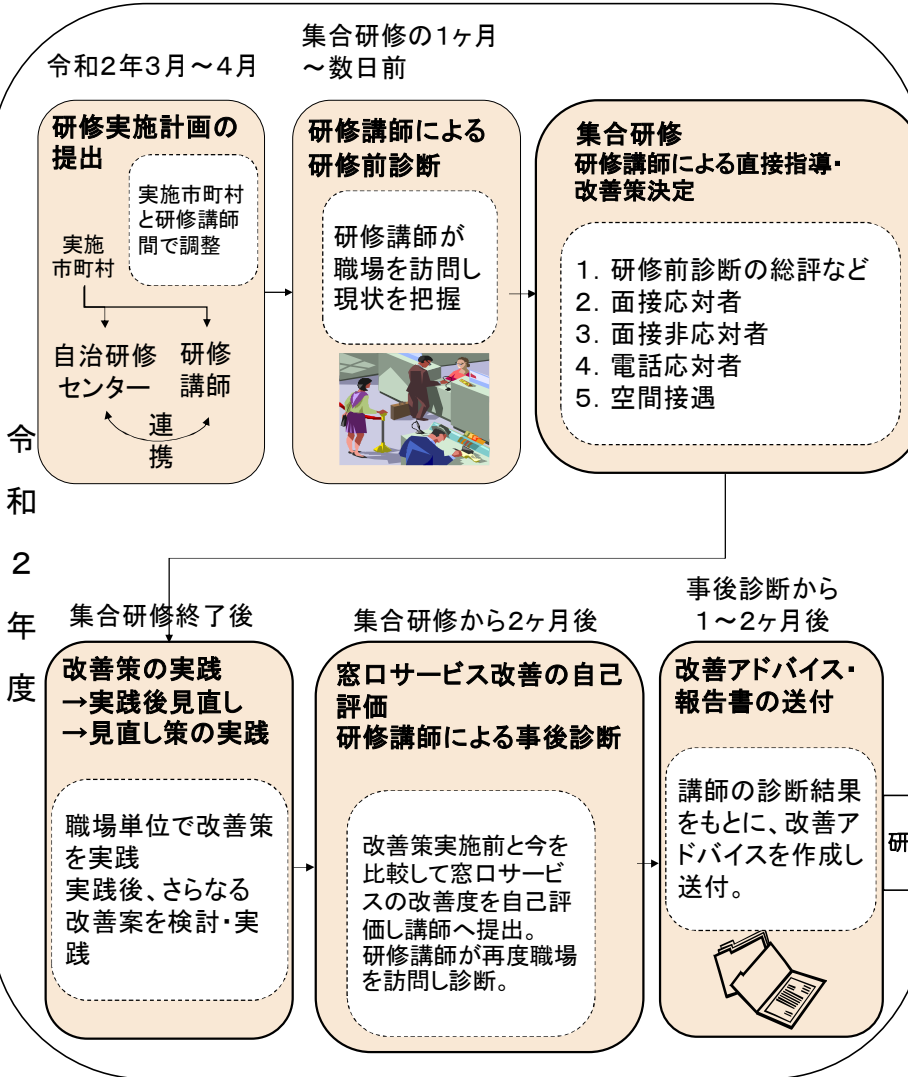 令和2年度
令和2年3月～4月
研修実施計画の
提出
実施市町村
と研修講師
間で調整
実施
市町村
自治研修
センター
研修
講師
連
携
集合研修の1ヶ月
～数日前
研修講師による
研修前診断
研修講師が
職場を訪問し
現状を把握
集合研修
研修講師による直接指導・
改善策決定
1. 研修前診断の総評など
2. 面接応対者
3. 面接非応対者
4. 電話応対者
5. 空間接遇
集合研修終了後
改善策の実践
→実践後見直し
→見直し策の実践
職場単位で改善策
を実践
実践後、さらなる
改善案を検討・実
践
集合研修から2ヶ月後
窓口サービス改善の自己
評価
研修講師による事後診断
改善策実施前と今を
比較して窓口サービ
スの改善度を自己評
価し講師へ提出。
研修講師が再度職場
を訪問し診断。
事後診断から
1～2ヶ月後
改善アドバイス・
報告書の送付
講師の診断結果
をもとに、改善ア
ドバイスを作成し
送付。
研